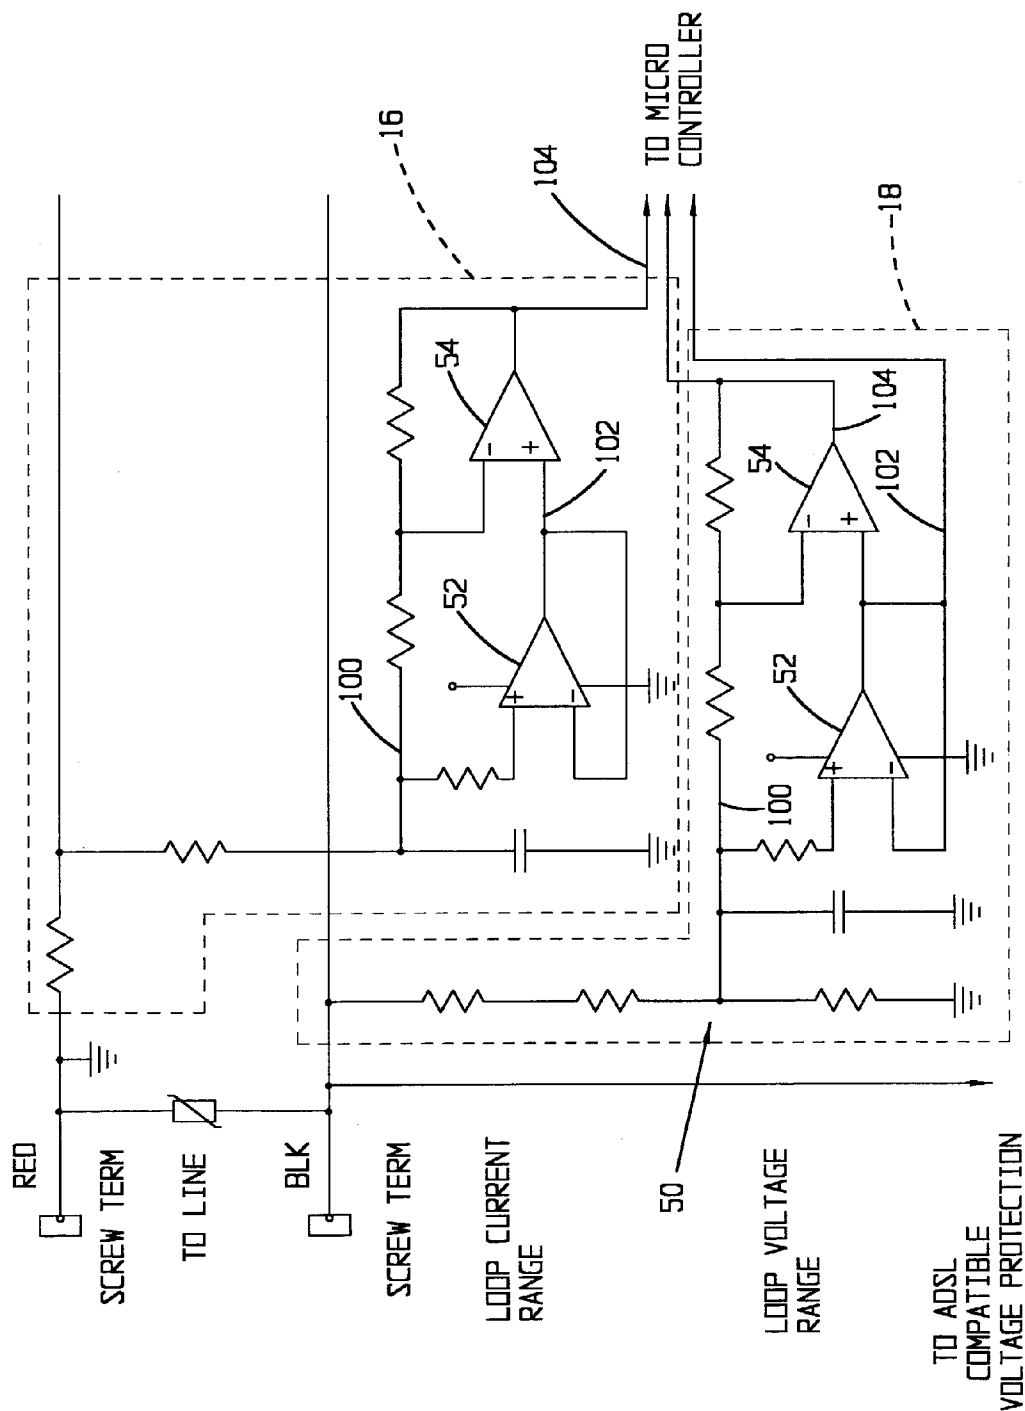 RED
SCREW TERM
TO LINE
BLK
SCREW TERM
LOOP CURRENT
RANGE
50
LOOP VOLTAGE
RANGE
TO ADSL
COMPATIBLE
VOLTAGE PROTECTION
100
52
+
-
54
-
+
102
16
104
TO MICRO
CONTROLLER
100
52
+
-
54
-
+
102
104
18